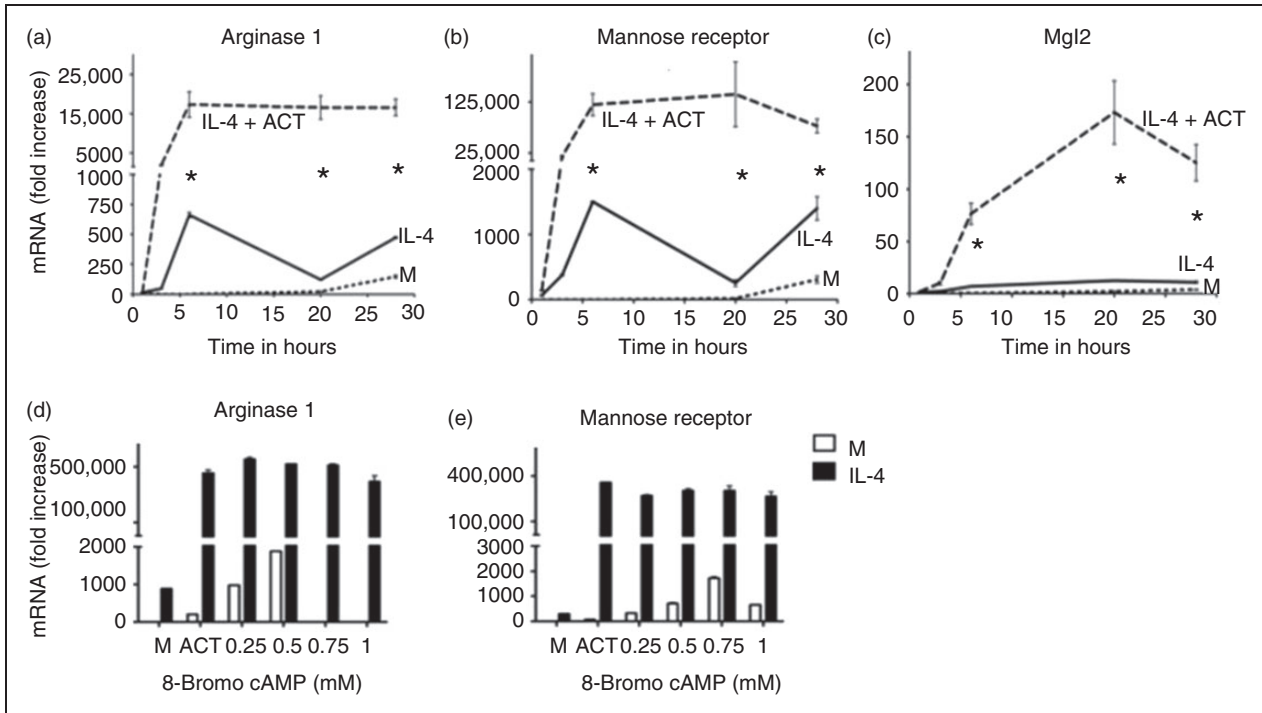 (a) Arginase 1
mRNA (fold increase)
25,000
15,000
5000
1000
750
500
250
0
IL-4 + ACT
*
*
*
IL-4
M
0 5 10 15 20 25 30
Time in hours
(b) Mannose receptor
125,000
25,000
2000
1000
0
IL-4 + ACT
*
*
*
IL-4
M
0 5 10 15 20 25 30
Time in hours
(c) Mgl2
200
150
100
50
0
IL-4 + ACT
*
*
*
IL-4
M
0 5 10 15 20 25 30
Time in hours
(d) Arginase 1
mRNA (fold increase)
500,000
100,000
2000
1000
0
M ACT 0.25 0.5 0.75 1
8-Bromo cAMP (mM)
(e) Mannose receptor
400,000
100,000
3000
2000
1000
0
M ACT 0.25 0.5 0.75 1
8-Bromo cAMP (mM)
M
IL-4